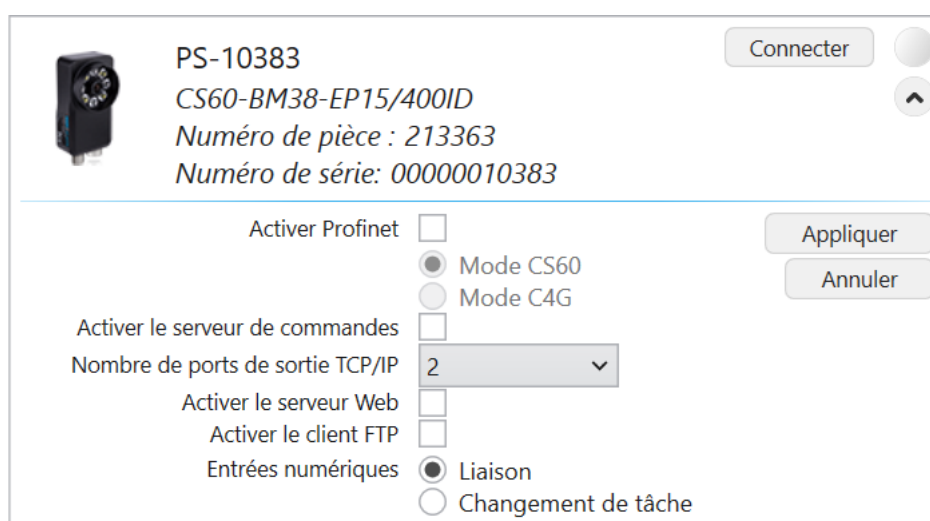 PS-10383
Connecter
CS60-BM38-EP15/400ID
Numéro de pièce : 213363
Numéro de série: 00000010383
Activer Profinet
Appliquer
Mode CS60
Annuler
Mode C4G
Activer le serveur de commandes
Nombre de ports de sortie TCP/IP 2
Activer le serveur Web
Activer le client FTP
Entrées numériques Liaison
Changement de tâche